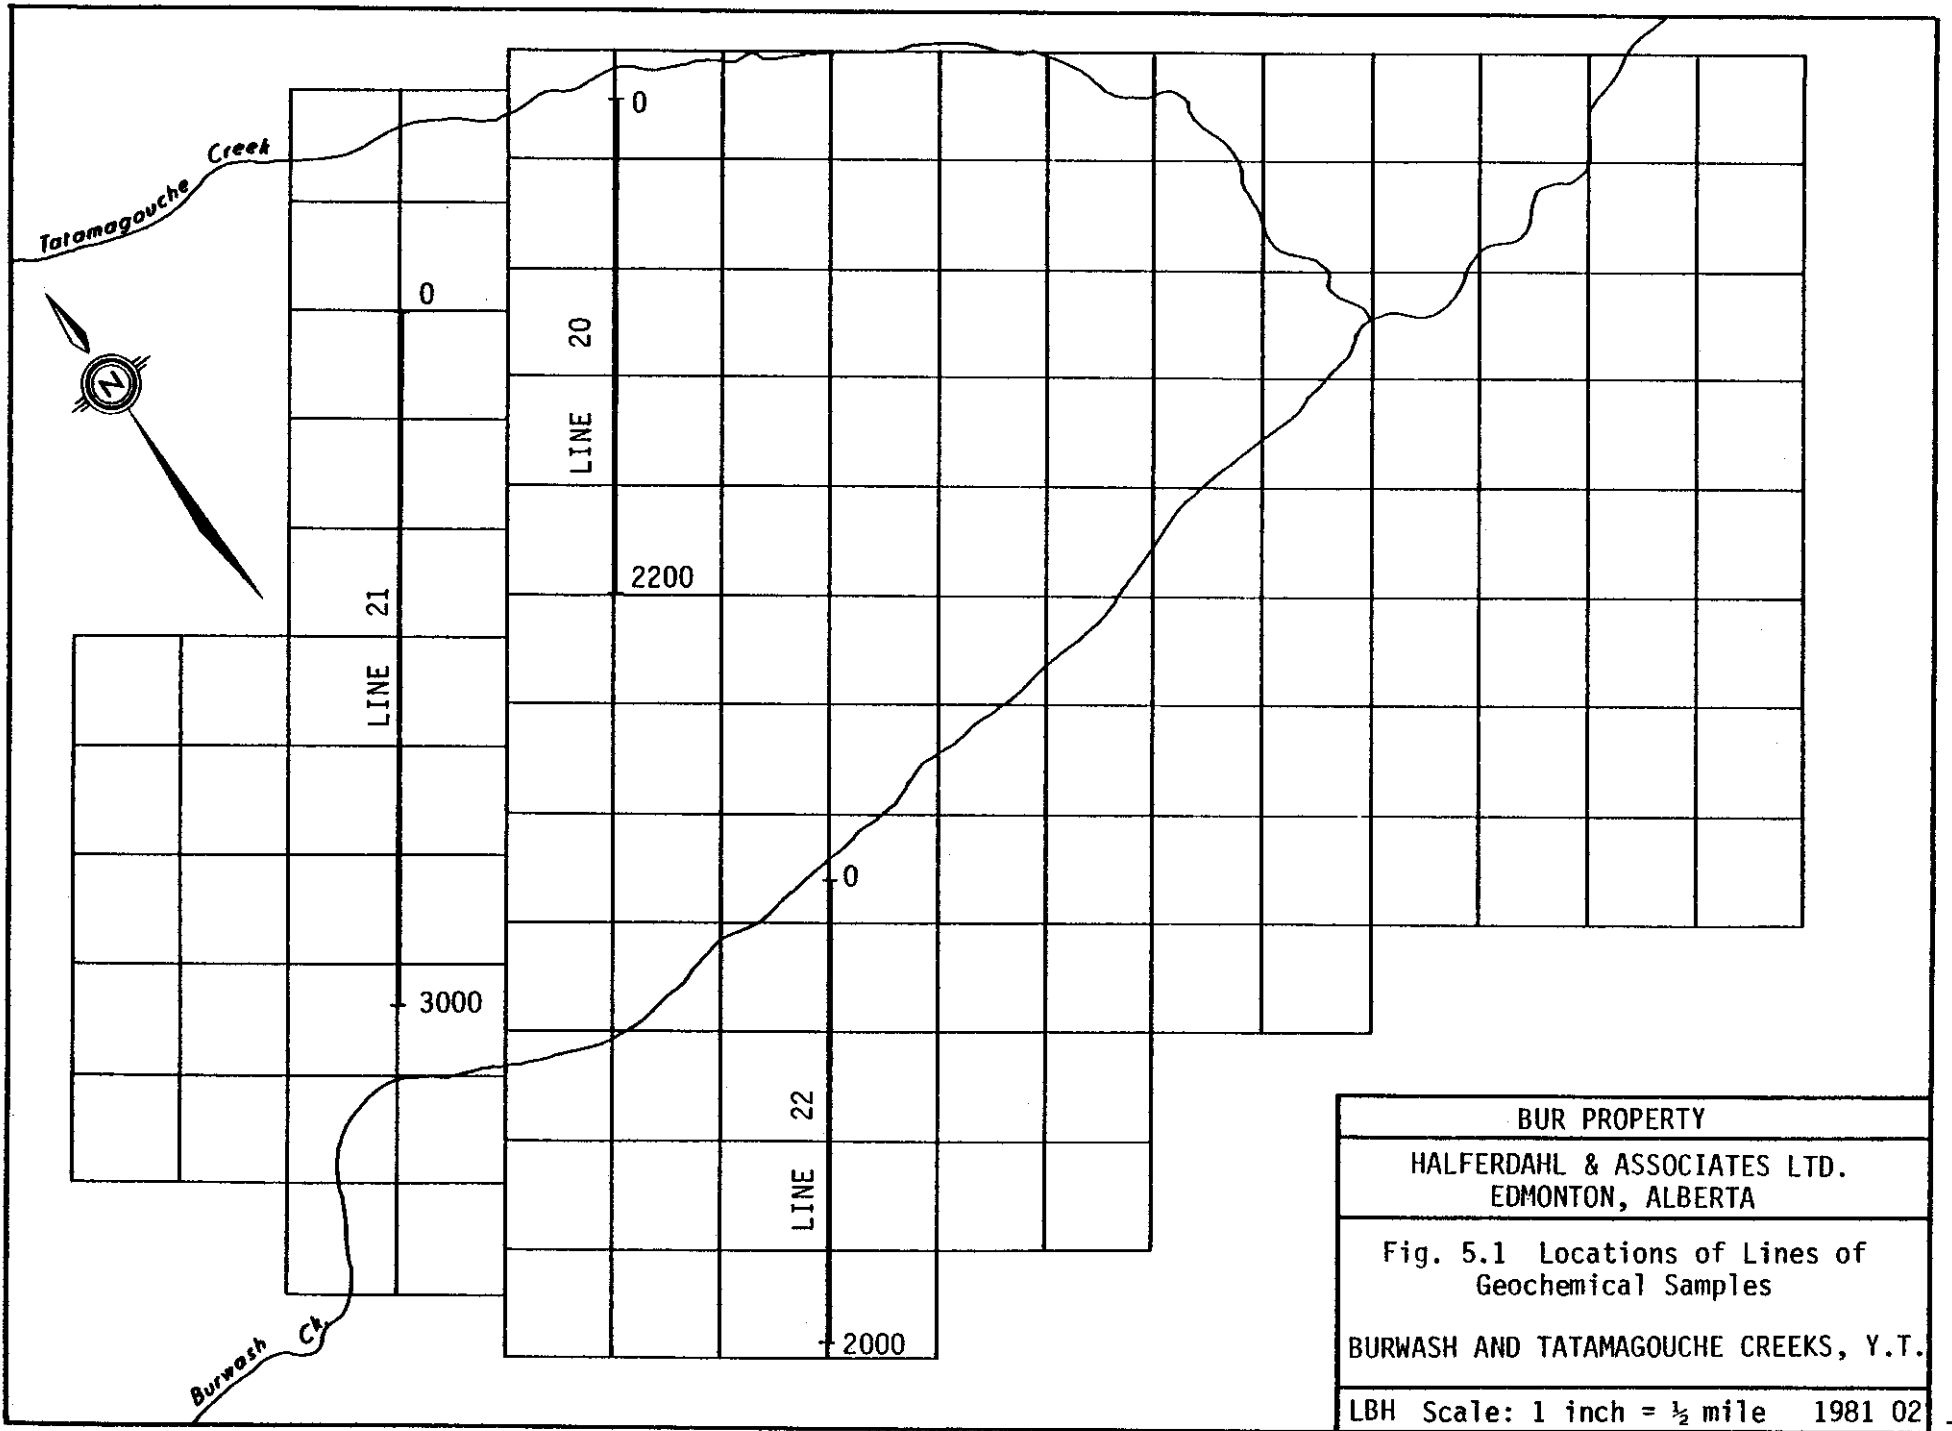 Tatamagouche Creek
N
0
LINE 20
2200
0
LINE 21
3000
0
LINE 22
2000
Burwash Ck.
BUR PROPERTY
HALFERDAHL & ASSOCIATES LTD.
EDMONTON, ALBERTA
Fig. 5.1 Locations of Lines of
Geochemical Samples
BURWASH AND TATAMAGOUCHE CREEKS, Y.T.
LBH Scale: 1 inch = ½ mile 1981 02